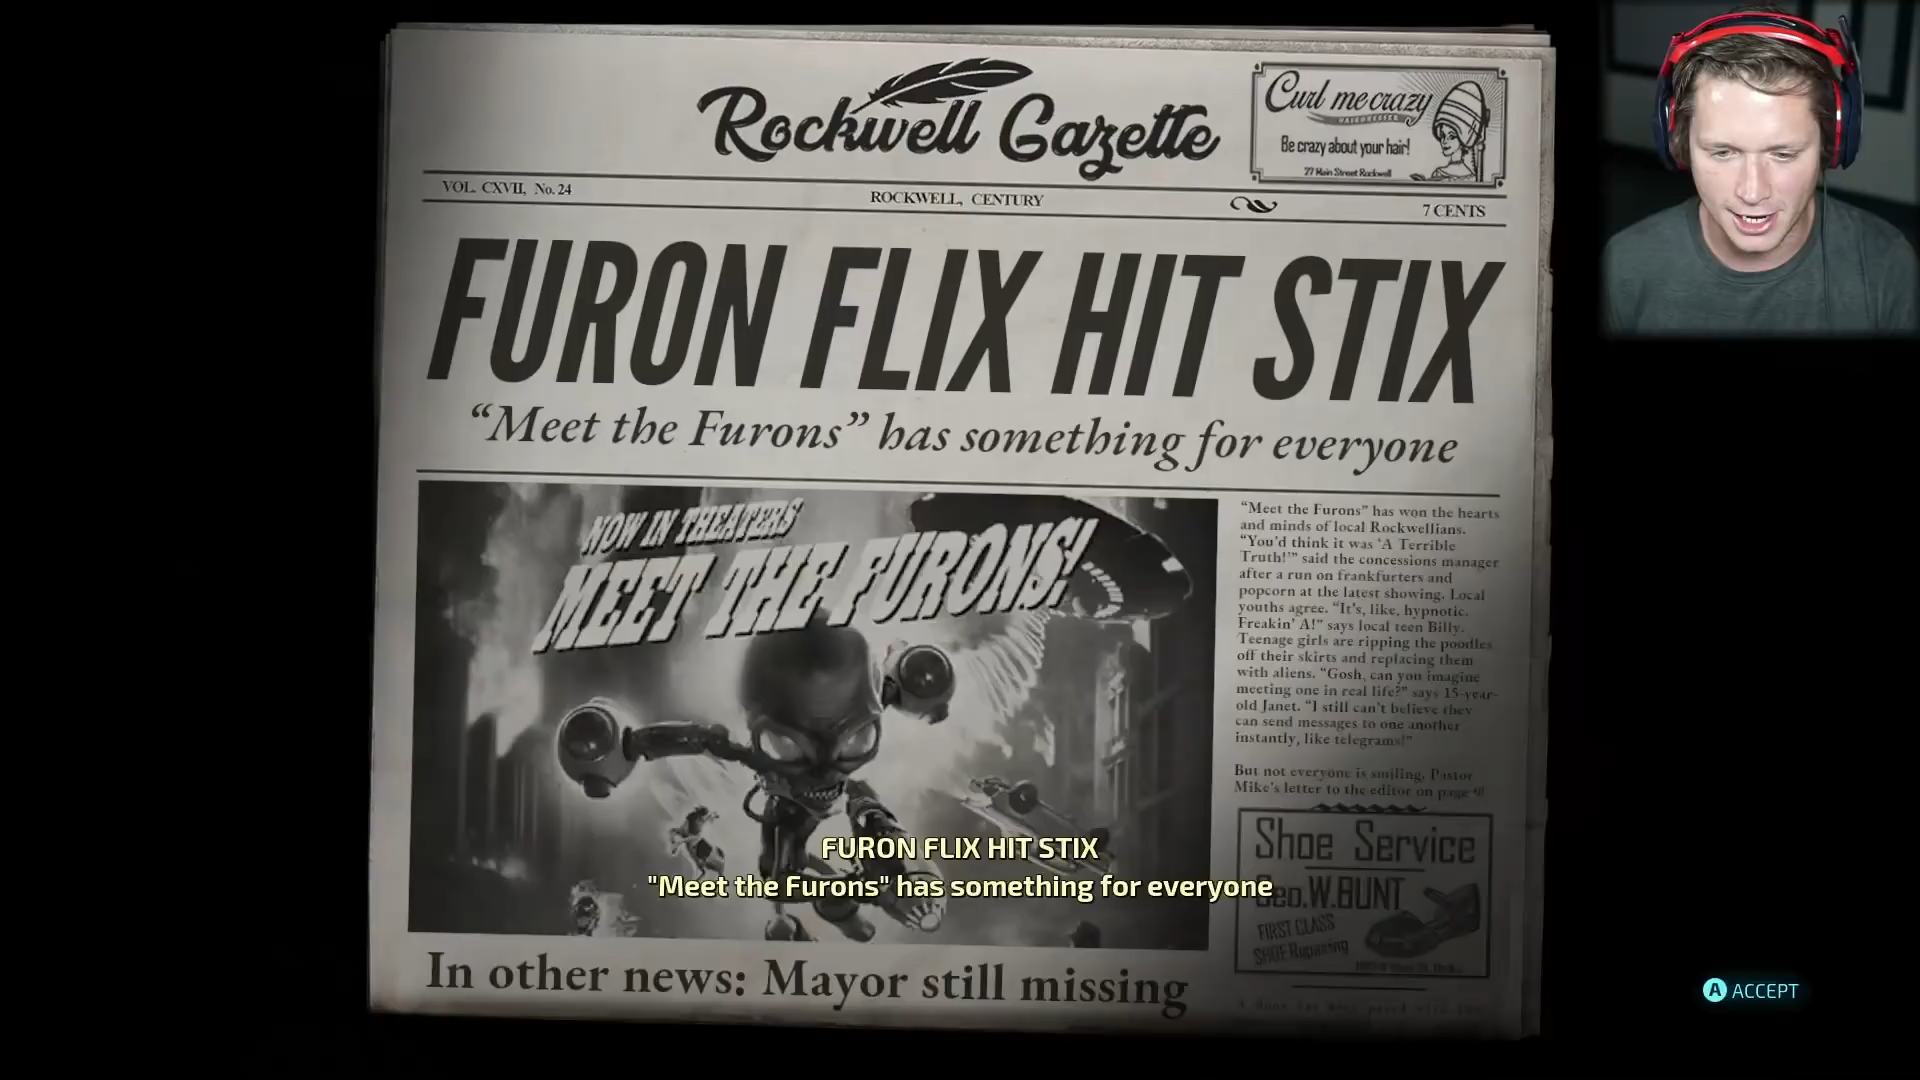 Rockwell Gazette
Curl me crazy
HAIRDRESSER
Be crazy about your hair!
27 Main Street Rockwell
VOL. CXVII, No. 24
ROCKWELL, CENTURY
7 CENTS
FURON FLIX HIT STIX
“Meet the Furons” has something for everyone
NOW IN THEATERS
MEET THE FURONS!
“Meet the Furons” has won the hearts
and minds of local Rockwellians.
“You’d think it was ‘A Terrible
Truth!’” said the concessions manager
after a run on frankfurters and
popcorn at the latest showing. Local
youths agree. “It’s, like, hypnotic.
Freakin’ A!” says local teen Billy.
Teenage girls are ripping the poodles
off their skirts and replacing them
with aliens. “Gosh, can you imagine
meeting one in real life?” says 15-year-
old Janet. “I still can’t believe they
can send messages to one another
instantly, like telegrams!”
But not everyone is smiling. Pastor
Mike’s letter to the editor on page
Shoe Service
Geo.W.BUNT
FIRST CLASS
SHOE Repairing
FURON FLIX HIT STIX
"Meet the Furons" has something for everyone
In other news: Mayor still missing
A ACCEPT